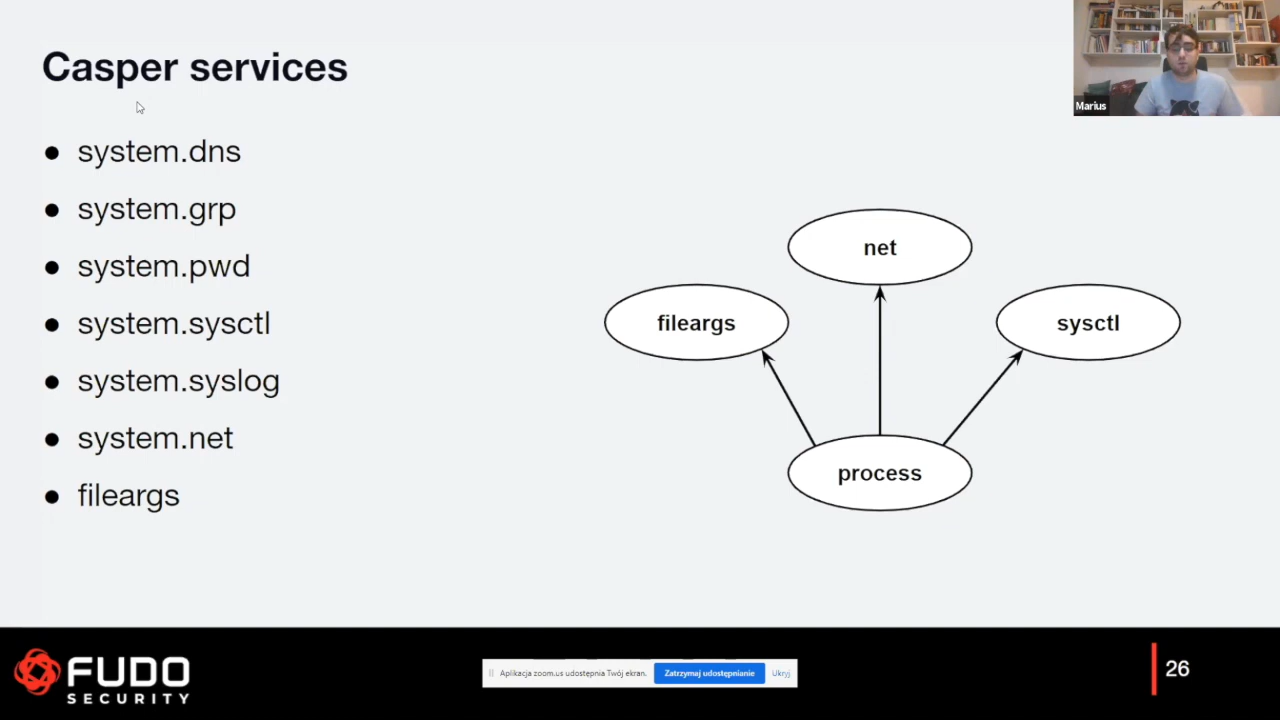 Casper services
Marius
system.dns
system.grp
system.pwd
system.sysctl
system.syslog
system.net
fileargs
net
fileargs
sysctl
process
FUDO
SECURITY
Aplikacja zoom.us udostępnia Twój ekran.
Zatrzymaj udostępnianie
Ukryj
26